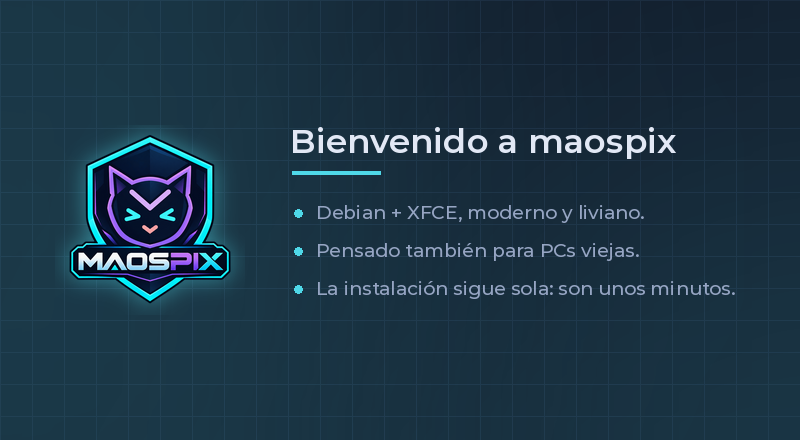 Bienvenido a maospix
MAOSPIX
Debian + XFCE, moderno y liviano.
Pensado también para PCs viejas.
La instalación sigue sola: son unos minutos.